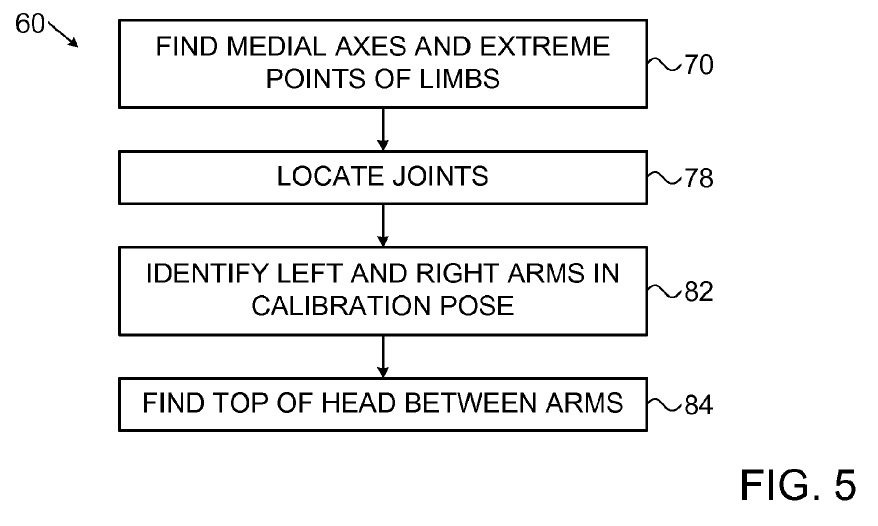 60
FIND MEDIAL AXES AND EXTREME
POINTS OF LIMBS
70
LOCATE JOINTS
78
IDENTIFY LEFT AND RIGHT ARMS IN
CALIBRATION POSE
82
FIND TOP OF HEAD BETWEEN ARMS
84
FIG. 5